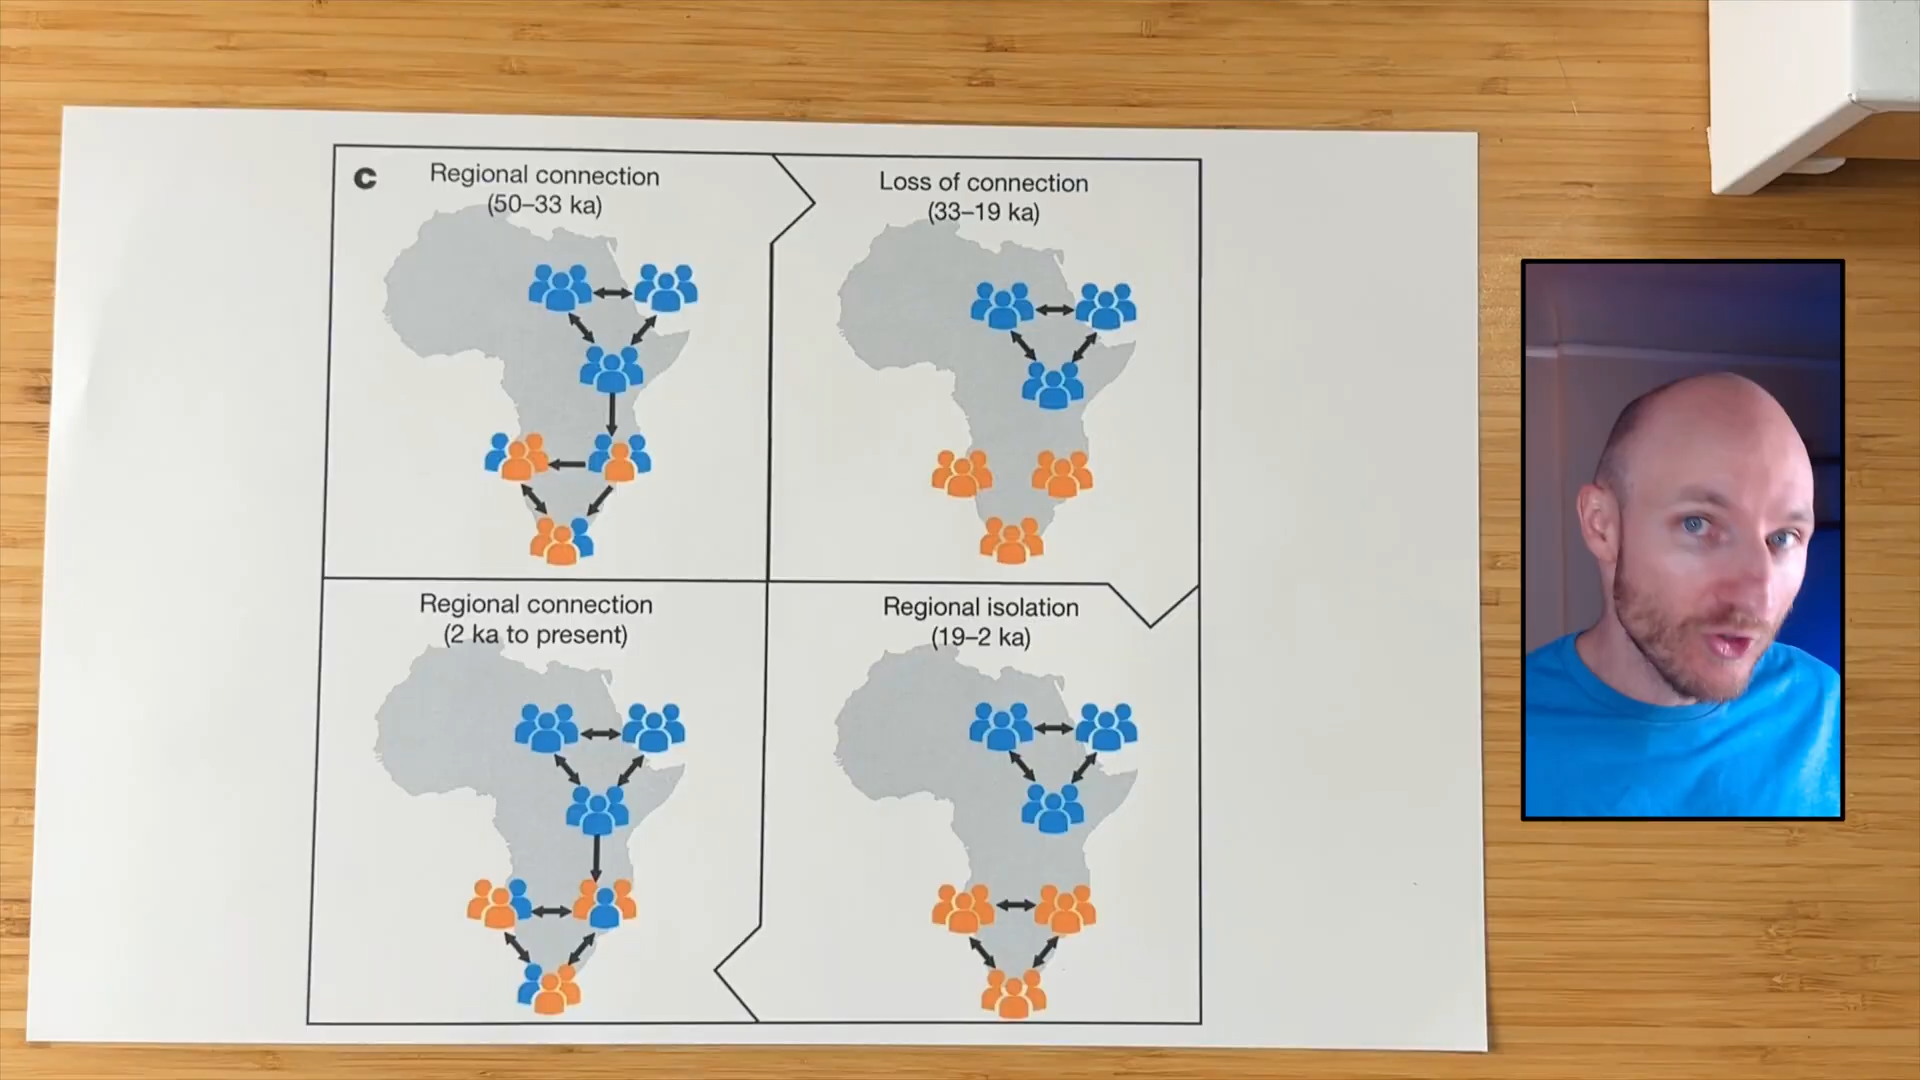 c
Regional connection
(50–33 ka)
Loss of connection
(33–19 ka)
Regional connection
(2 ka to present)
Regional isolation
(19–2 ka)